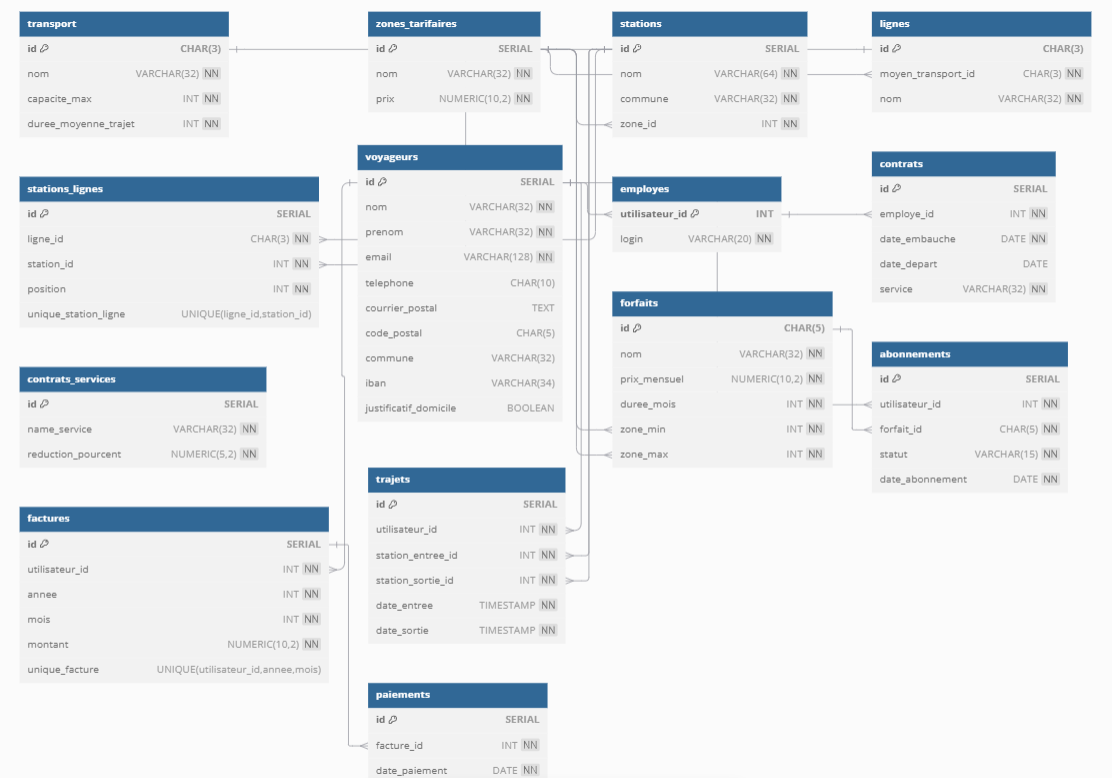 transport
id CHAR(3)
nom VARCHAR(32) NN
capacite_max INT NN
duree_moyenne_trajet INT NN
zones_tarifaires
id SERIAL
nom VARCHAR(32) NN
prix NUMERIC(10,2) NN
stations
id SERIAL
nom VARCHAR(64) NN
commune VARCHAR(32) NN
zone_id INT NN
lignes
id CHAR(3)
moyen_transport_id CHAR(3) NN
nom VARCHAR(32) NN
stations_lignes
id SERIAL
ligne_id CHAR(3) NN
station_id INT NN
position INT NN
unique_station_ligne UNIQUE(ligne_id,station_id)
voyageurs
id SERIAL
nom VARCHAR(32) NN
prenom VARCHAR(32) NN
email VARCHAR(128) NN
telephone CHAR(10)
courrier_postal TEXT
code_postal CHAR(5)
commune VARCHAR(32)
iban VARCHAR(34)
justificatif_domicile BOOLEAN
employes
utilisateur_id INT
login VARCHAR(20) NN
contrats
id SERIAL
employe_id INT NN
date_embauche DATE NN
date_depart DATE
service VARCHAR(32) NN
forfaits
id CHAR(5)
nom VARCHAR(32) NN
prix_mensuel NUMERIC(10,2) NN
duree_mois INT NN
zone_min INT NN
zone_max INT NN
abonnements
id SERIAL
utilisateur_id INT NN
forfait_id CHAR(5) NN
statut VARCHAR(15) NN
date_abonnement DATE NN
contrats_services
id SERIAL
name_service VARCHAR(32) NN
reduction_pourcent NUMERIC(5,2) NN
trajets
id SERIAL
utilisateur_id INT NN
station_entree_id INT NN
station_sortie_id INT NN
date_entree TIMESTAMP NN
date_sortie TIMESTAMP NN
factures
id SERIAL
utilisateur_id INT NN
annee INT NN
mois INT NN
montant NUMERIC(10,2) NN
unique_facture UNIQUE(utilisateur_id,annee,mois)
paiements
id SERIAL
facture_id INT NN
date_paiement DATE NN